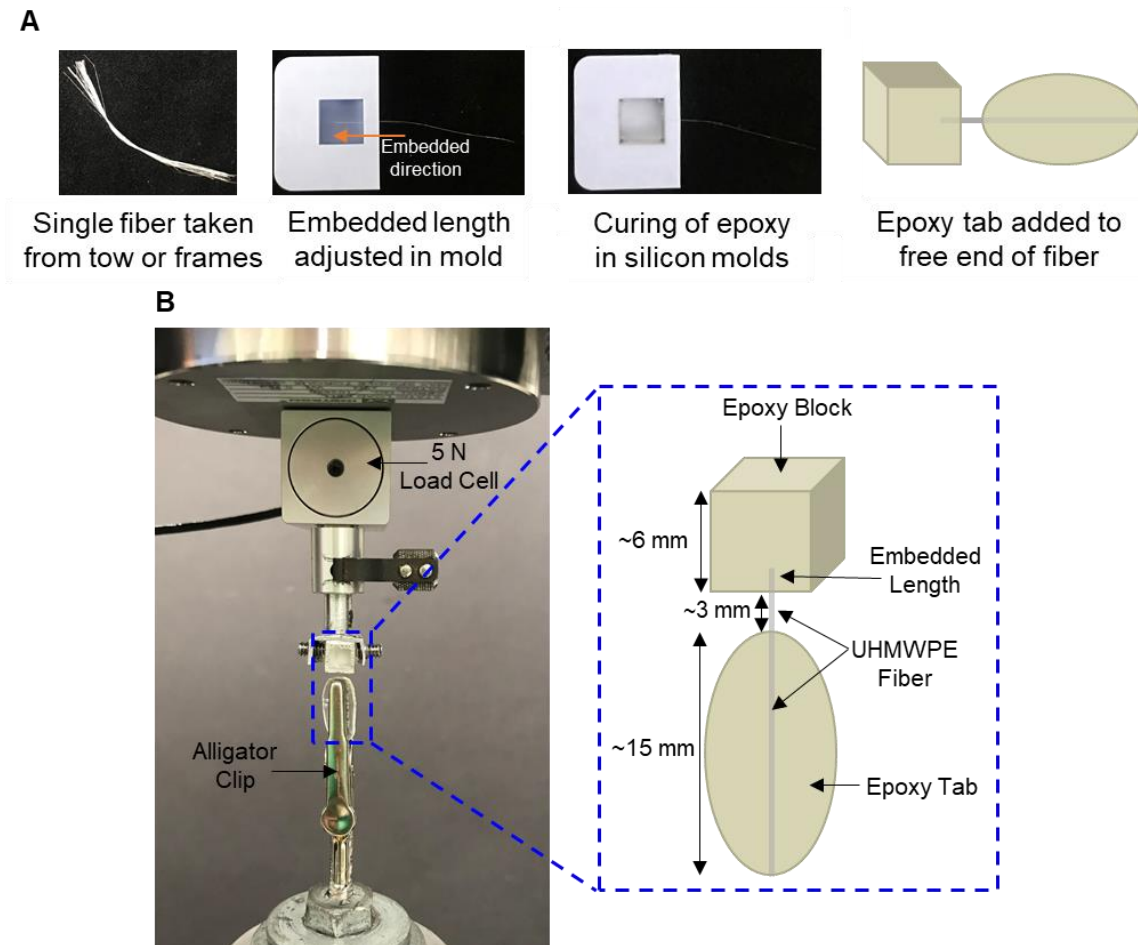 A
Embedded
direction
Single fiber taken
from tow or frames
Embedded length
adjusted in mold
Curing of epoxy
in silicon molds
Epoxy tab added to
free end of fiber
B
5 N
Load Cell
Alligator
Clip
Epoxy Block
~6 mm
Embedded
Length
~3 mm
UHMWPE
Fiber
~15 mm
Epoxy Tab